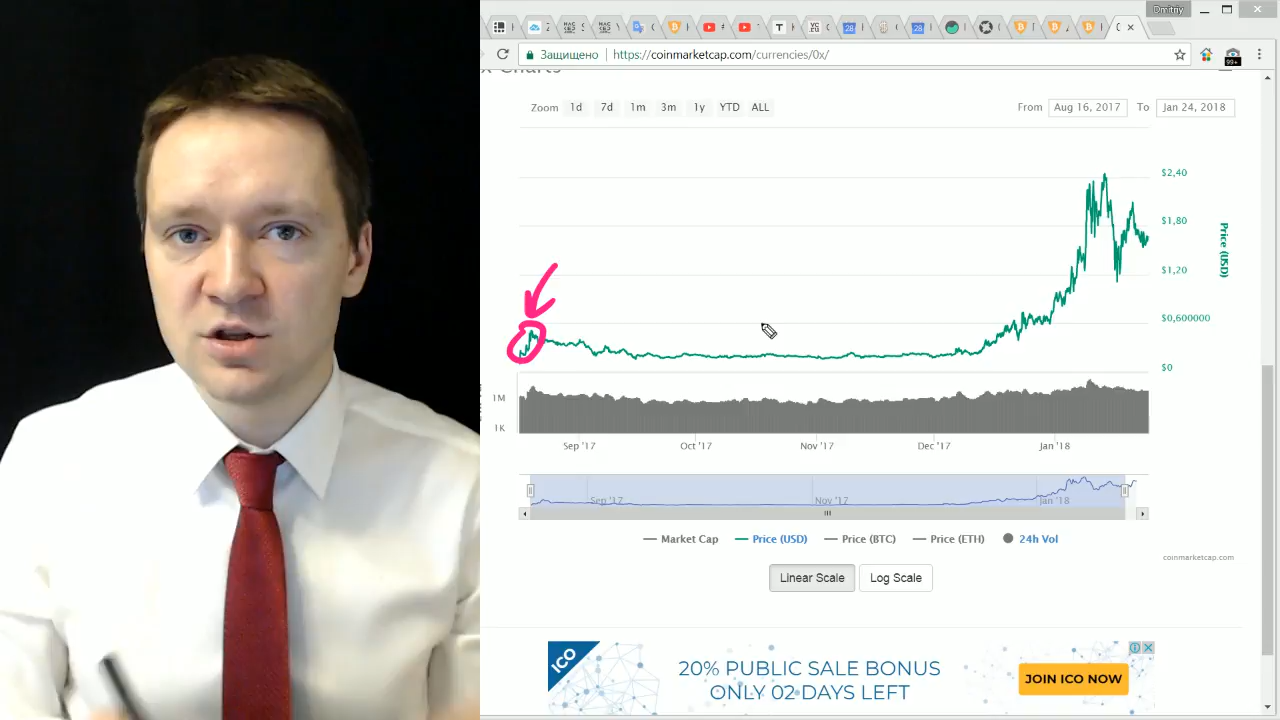 Dmitriy
Защищено
https://coinmarketcap.com/currencies/0x/
99+
x Charts
Zoom 1d 7d 1m 3m 1y YTD ALL
From Aug 16, 2017 To Jan 24, 2018
$2,40
$1,80
$1,20
$0,600000
$0
Price (USD)
1M
1K
Sep '17 Oct '17 Nov '17 Dec '17 Jan '18
Sep '17 Nov '17 Jan '18
Market Cap Price (USD) Price (BTC) Price (ETH) 24h Vol
coinmarketcap.com
Linear Scale Log Scale
ICO
20% PUBLIC SALE BONUS
ONLY 02 DAYS LEFT
JOIN ICO NOW